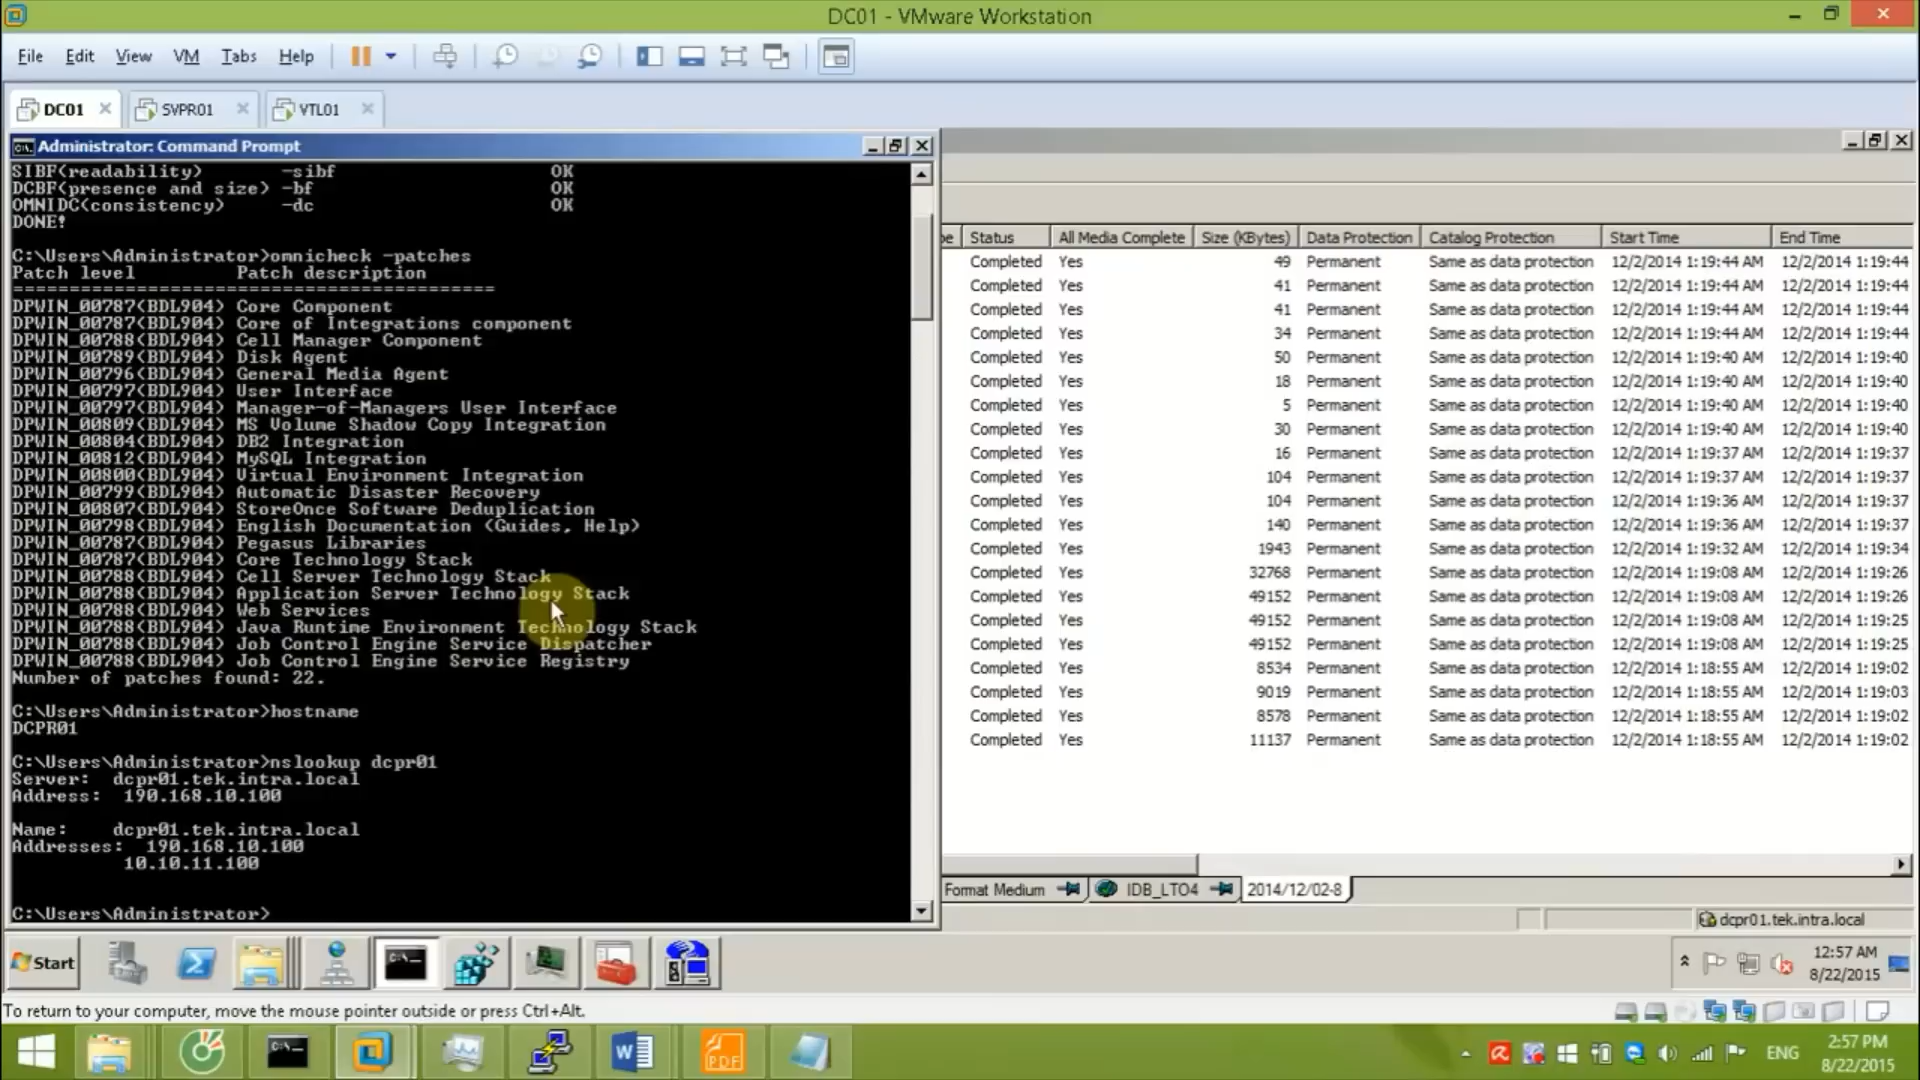 DC01 - VMware Workstation
File Edit View VM Tabs Help
DC01 SVPR01 VTL01
Administrator: Command Prompt
SIBF(readability) -sibf OK
DCBF(presence and size) -bf OK
OMNIDC(consistency) -dc OK
DONE!
C:\Users\Administrator>omnicheck -patches
Patch level Patch description
===========================================
DPWIN_00787(BDL904) Core Component
DPWIN_00787(BDL904) Core of Integrations component
DPWIN_00788(BDL904) Cell Manager Component
DPWIN_00789(BDL904) Disk Agent
DPWIN_00796(BDL904) General Media Agent
DPWIN_00797(BDL904) User Interface
DPWIN_00797(BDL904) Manager-of-Managers User Interface
DPWIN_00809(BDL904) MS Volume Shadow Copy Integration
DPWIN_00804(BDL904) DB2 Integration
DPWIN_00812(BDL904) MySQL Integration
DPWIN_00800(BDL904) Virtual Environment Integration
DPWIN_00799(BDL904) Automatic Disaster Recovery
DPWIN_00807(BDL904) StoreOnce Software Deduplication
DPWIN_00798(BDL904) English Documentation (Guides, Help)
DPWIN_00787(BDL904) Pegasus Libraries
DPWIN_00787(BDL904) Core Technology Stack
DPWIN_00788(BDL904) Cell Server Technology Stack
DPWIN_00788(BDL904) Application Server Technology Stack
DPWIN_00788(BDL904) Web Services
DPWIN_00788(BDL904) Java Runtime Environment Technology Stack
DPWIN_00788(BDL904) Job Control Engine Service Dispatcher
DPWIN_00788(BDL904) Job Control Engine Service Registry
Number of patches found: 22.
C:\Users\Administrator>hostname
DCPR01
C:\Users\Administrator>nslookup dcpr01
Server: dcpr01.tek.intra.local
Address: 190.168.10.100
Name: dcpr01.tek.intra.local
Addresses: 190.168.10.100
10.10.11.100
C:\Users\Administrator>
Status All Media Complete Size (KBytes) Data Protection Catalog Protection Start Time End Time
Completed Yes 49 Permanent Same as data protection 12/2/2014 1:19:44 AM 12/2/2014 1:19:44
Completed Yes 41 Permanent Same as data protection 12/2/2014 1:19:44 AM 12/2/2014 1:19:44
Completed Yes 41 Permanent Same as data protection 12/2/2014 1:19:44 AM 12/2/2014 1:19:44
Completed Yes 34 Permanent Same as data protection 12/2/2014 1:19:44 AM 12/2/2014 1:19:44
Completed Yes 50 Permanent Same as data protection 12/2/2014 1:19:40 AM 12/2/2014 1:19:40
Completed Yes 18 Permanent Same as data protection 12/2/2014 1:19:40 AM 12/2/2014 1:19:40
Completed Yes 5 Permanent Same as data protection 12/2/2014 1:19:40 AM 12/2/2014 1:19:40
Completed Yes 30 Permanent Same as data protection 12/2/2014 1:19:40 AM 12/2/2014 1:19:40
Completed Yes 16 Permanent Same as data protection 12/2/2014 1:19:37 AM 12/2/2014 1:19:37
Completed Yes 104 Permanent Same as data protection 12/2/2014 1:19:37 AM 12/2/2014 1:19:37
Completed Yes 104 Permanent Same as data protection 12/2/2014 1:19:36 AM 12/2/2014 1:19:37
Completed Yes 140 Permanent Same as data protection 12/2/2014 1:19:36 AM 12/2/2014 1:19:37
Completed Yes 1943 Permanent Same as data protection 12/2/2014 1:19:32 AM 12/2/2014 1:19:34
Completed Yes 32768 Permanent Same as data protection 12/2/2014 1:19:08 AM 12/2/2014 1:19:26
Completed Yes 49152 Permanent Same as data protection 12/2/2014 1:19:08 AM 12/2/2014 1:19:26
Completed Yes 49152 Permanent Same as data protection 12/2/2014 1:19:08 AM 12/2/2014 1:19:25
Completed Yes 49152 Permanent Same as data protection 12/2/2014 1:19:08 AM 12/2/2014 1:19:25
Completed Yes 8534 Permanent Same as data protection 12/2/2014 1:18:55 AM 12/2/2014 1:19:02
Completed Yes 9019 Permanent Same as data protection 12/2/2014 1:18:55 AM 12/2/2014 1:19:03
Completed Yes 8578 Permanent Same as data protection 12/2/2014 1:18:55 AM 12/2/2014 1:19:02
Completed Yes 11137 Permanent Same as data protection 12/2/2014 1:18:55 AM 12/2/2014 1:19:02
Format Medium IDB_LTO4 2014/12/02-8
dcpr01.tek.intra.local
Start
12:57 AM
8/22/2015
To return to your computer, move the mouse pointer outside or press Ctrl+Alt.
ENG
2:57 PM
8/22/2015